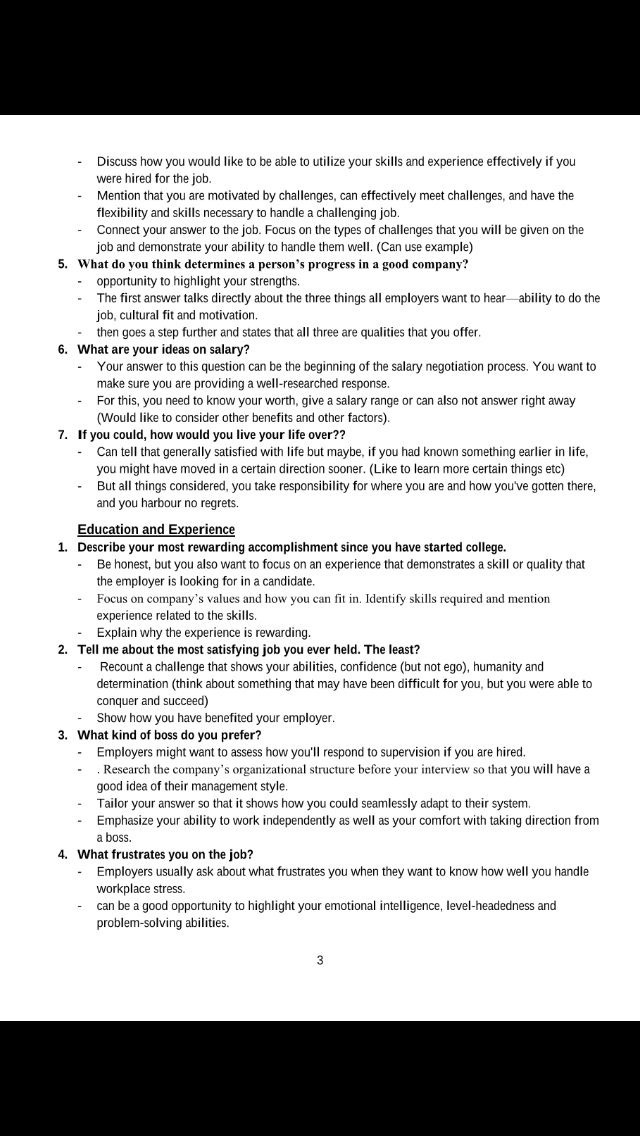 - Discuss how you would like to be able to utilize your skills and experience effectively if you
were hired for the job.
- Mention that you are motivated by challenges, can effectively meet challenges, and have the
flexibility and skills necessary to handle a challenging job.
- Connect your answer to the job. Focus on the types of challenges that you will be given on the
job and demonstrate your ability to handle them well. (Can use example)
5. What do you think determines a person’s progress in a good company?
- opportunity to highlight your strengths.
- The first answer talks directly about the three things all employers want to hear—ability to do the
job, cultural fit and motivation.
- then goes a step further and states that all three are qualities that you offer.
6. What are your ideas on salary?
- Your answer to this question can be the beginning of the salary negotiation process. You want to
make sure you are providing a well-researched response.
- For this, you need to know your worth, give a salary range or can also not answer right away
(Would like to consider other benefits and other factors).
7. If you could, how would you live your life over??
- Can tell that generally satisfied with life but maybe, if you had known something earlier in life,
you might have moved in a certain direction sooner. (Like to learn more certain things etc)
- But all things considered, you take responsibility for where you are and how you've gotten there,
and you harbour no regrets.
Education and Experience
1. Describe your most rewarding accomplishment since you have started college.
- Be honest, but you also want to focus on an experience that demonstrates a skill or quality that
the employer is looking for in a candidate.
- Focus on company’s values and how you can fit in. Identify skills required and mention
experience related to the skills.
- Explain why the experience is rewarding.
2. Tell me about the most satisfying job you ever held. The least?
- Recount a challenge that shows your abilities, confidence (but not ego), humanity and
determination (think about something that may have been difficult for you, but you were able to
conquer and succeed)
- Show how you have benefited your employer.
3. What kind of boss do you prefer?
- Employers might want to assess how you'll respond to supervision if you are hired.
- . Research the company’s organizational structure before your interview so that you will have a
good idea of their management style.
- Tailor your answer so that it shows how you could seamlessly adapt to their system.
- Emphasize your ability to work independently as well as your comfort with taking direction from
a boss.
4. What frustrates you on the job?
- Employers usually ask about what frustrates you when they want to know how well you handle
workplace stress.
- can be a good opportunity to highlight your emotional intelligence, level-headedness and
problem-solving abilities.
3